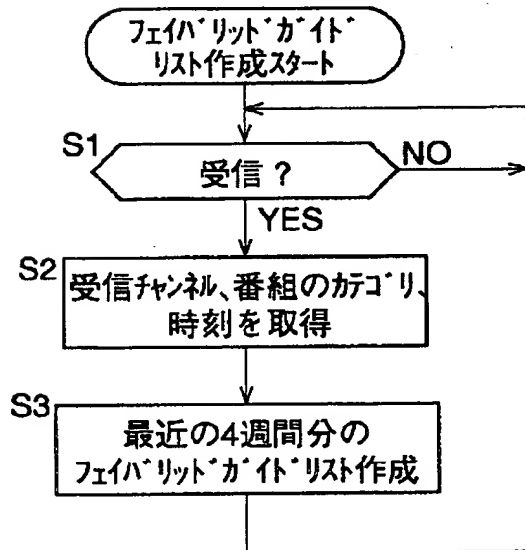 フェイバリットガイド
リスト作成スタート
S1
受信？
NO
YES
S2
受信チャンネル、番組のカテゴリ、
時刻を取得
S3
最近の4週間分の
フェイバリットガイドリスト作成